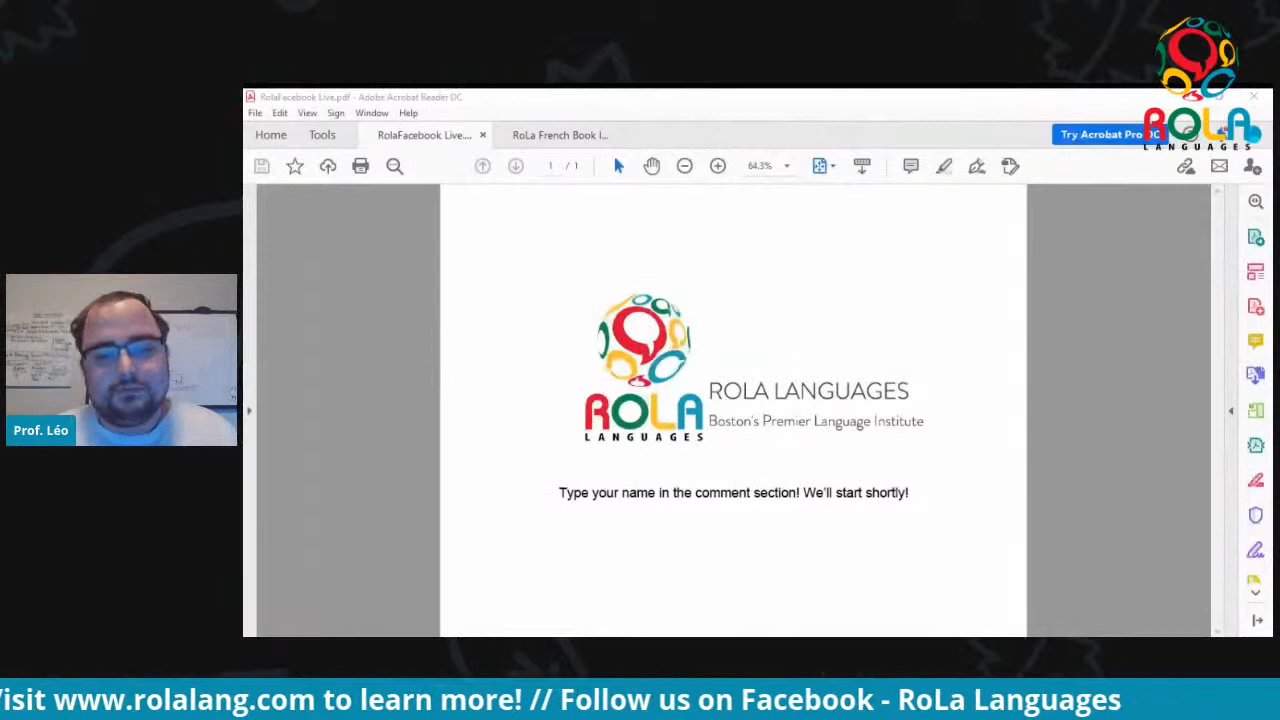 ROLA
LANGUAGES
RolaFacebook Live.pdf - Adobe Acrobat Reader DC
File Edit View Sign Window Help
Home Tools RolaFacebook Live.... × RoLa French Book I... Try Acrobat Pro DC
1 / 1 64.3%
ROLA LANGUAGES
ROLA
LANGUAGES
Boston's Premier Language Institute
Type your name in the comment section! We'll start shortly!
Prof. Léo
Visit www.rolalang.com to learn more! // Follow us on Facebook - RoLa Languages